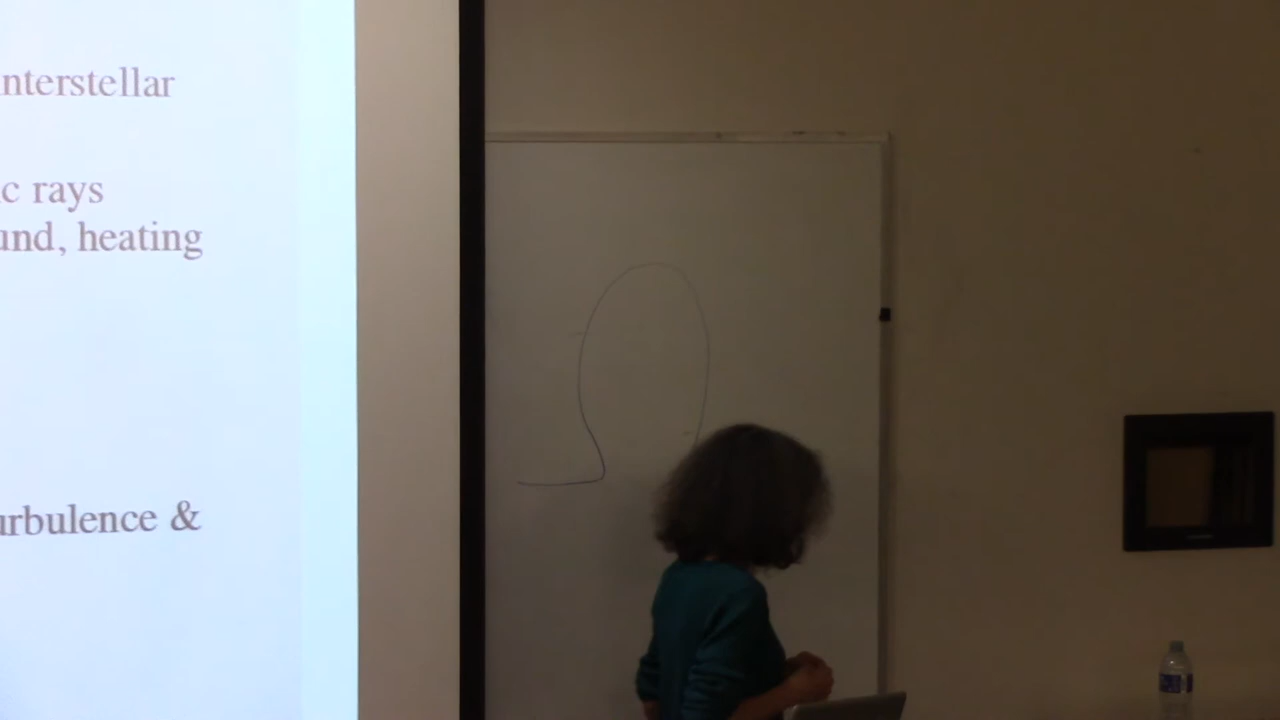 nterstellar
c rays
und, heating
urbulence &